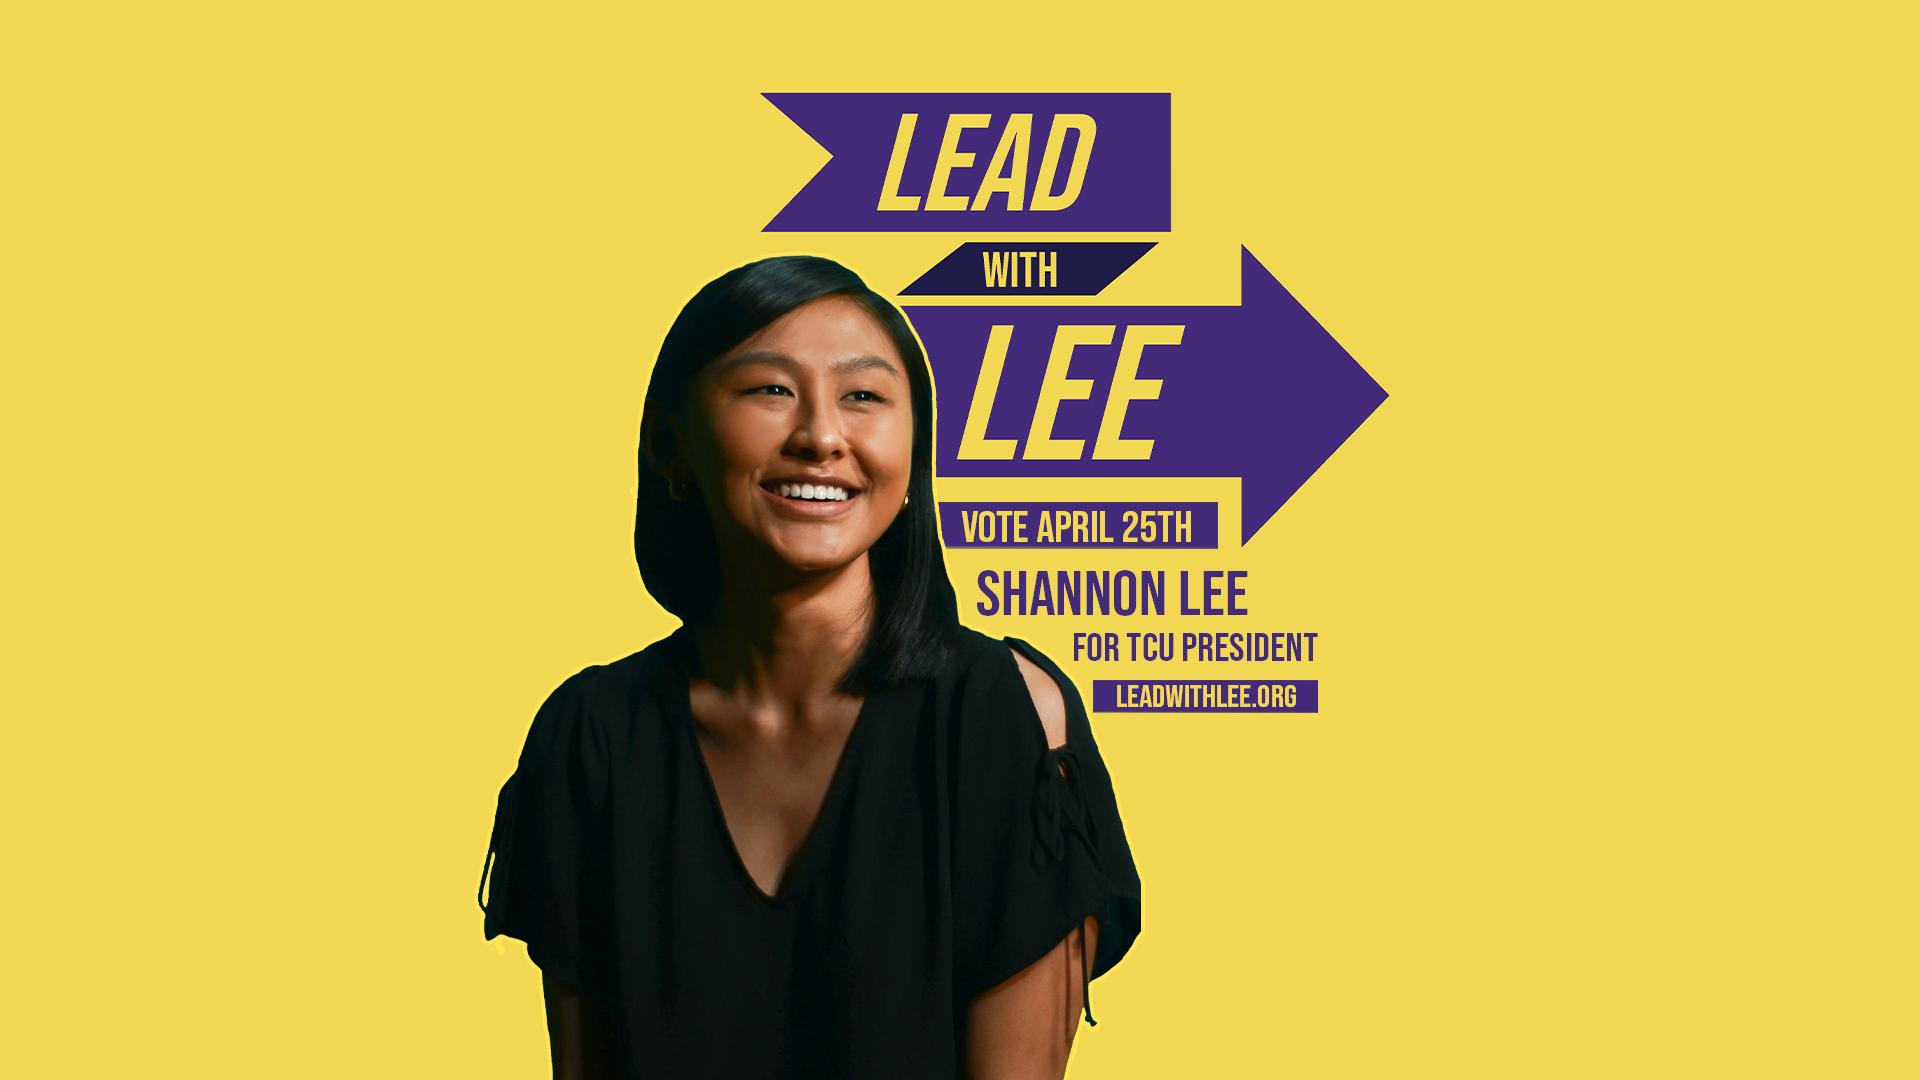 LEAD
WITH
LEE
VOTE APRIL 25TH
SHANNON LEE
FOR TCU PRESIDENT
LEADWITHLEE.ORG